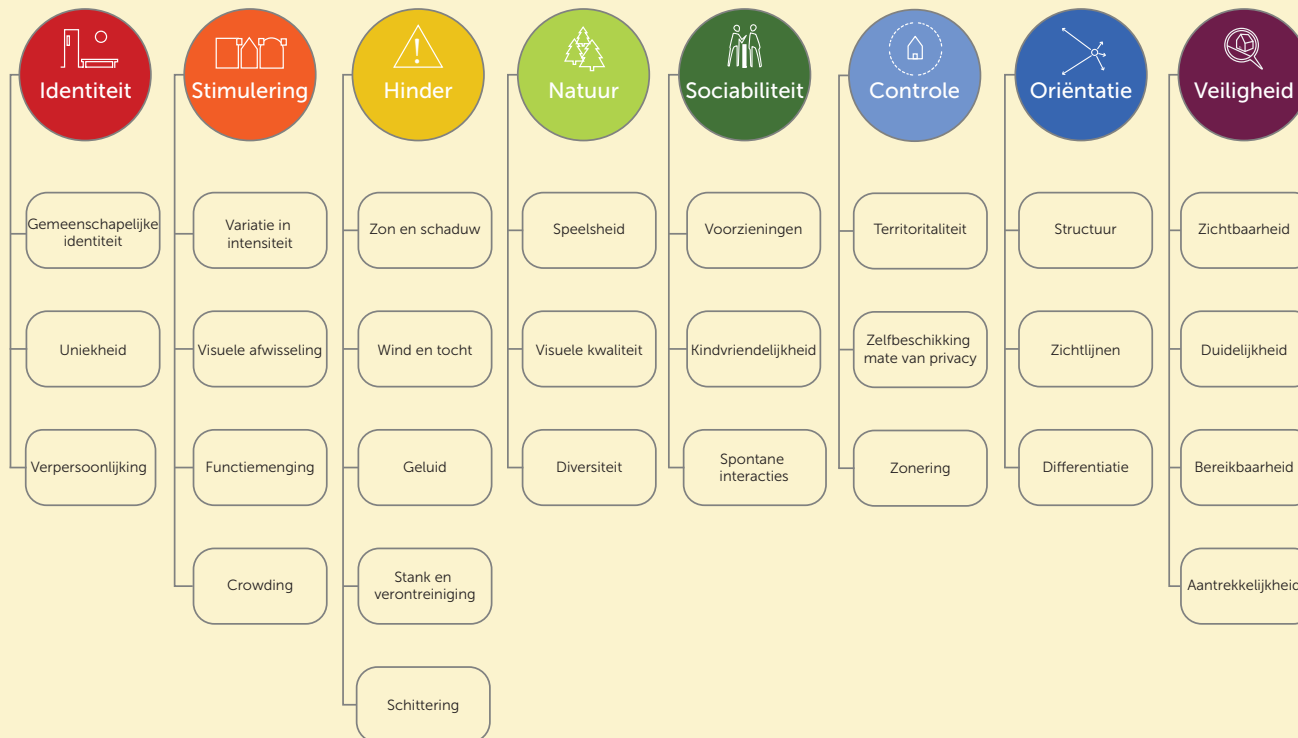 Identiteit
Stimulering
Hinder
Natuur
Sociabiliteit
Controle
Oriëntatie
Veiligheid
Gemeenschapelijke
identiteit
Variatie in
intensiteit
Zon en schaduw
Speelsheid
Voorzieningen
Territoritaliteit
Structuur
Zichtbaarheid
Uniekheid
Visuele afwisseling
Wind en tocht
Visuele kwaliteit
Kindvriendelijkheid
Zelfbeschikking
mate van privacy
Zichtlijnen
Duidelijkheid
Verpersoonlijking
Functiemenging
Geluid
Diversiteit
Spontane
interacties
Zonering
Differentiatie
Bereikbaarheid
Crowding
Stank en
verontreiniging
Aantrekkelijkheid
Schittering